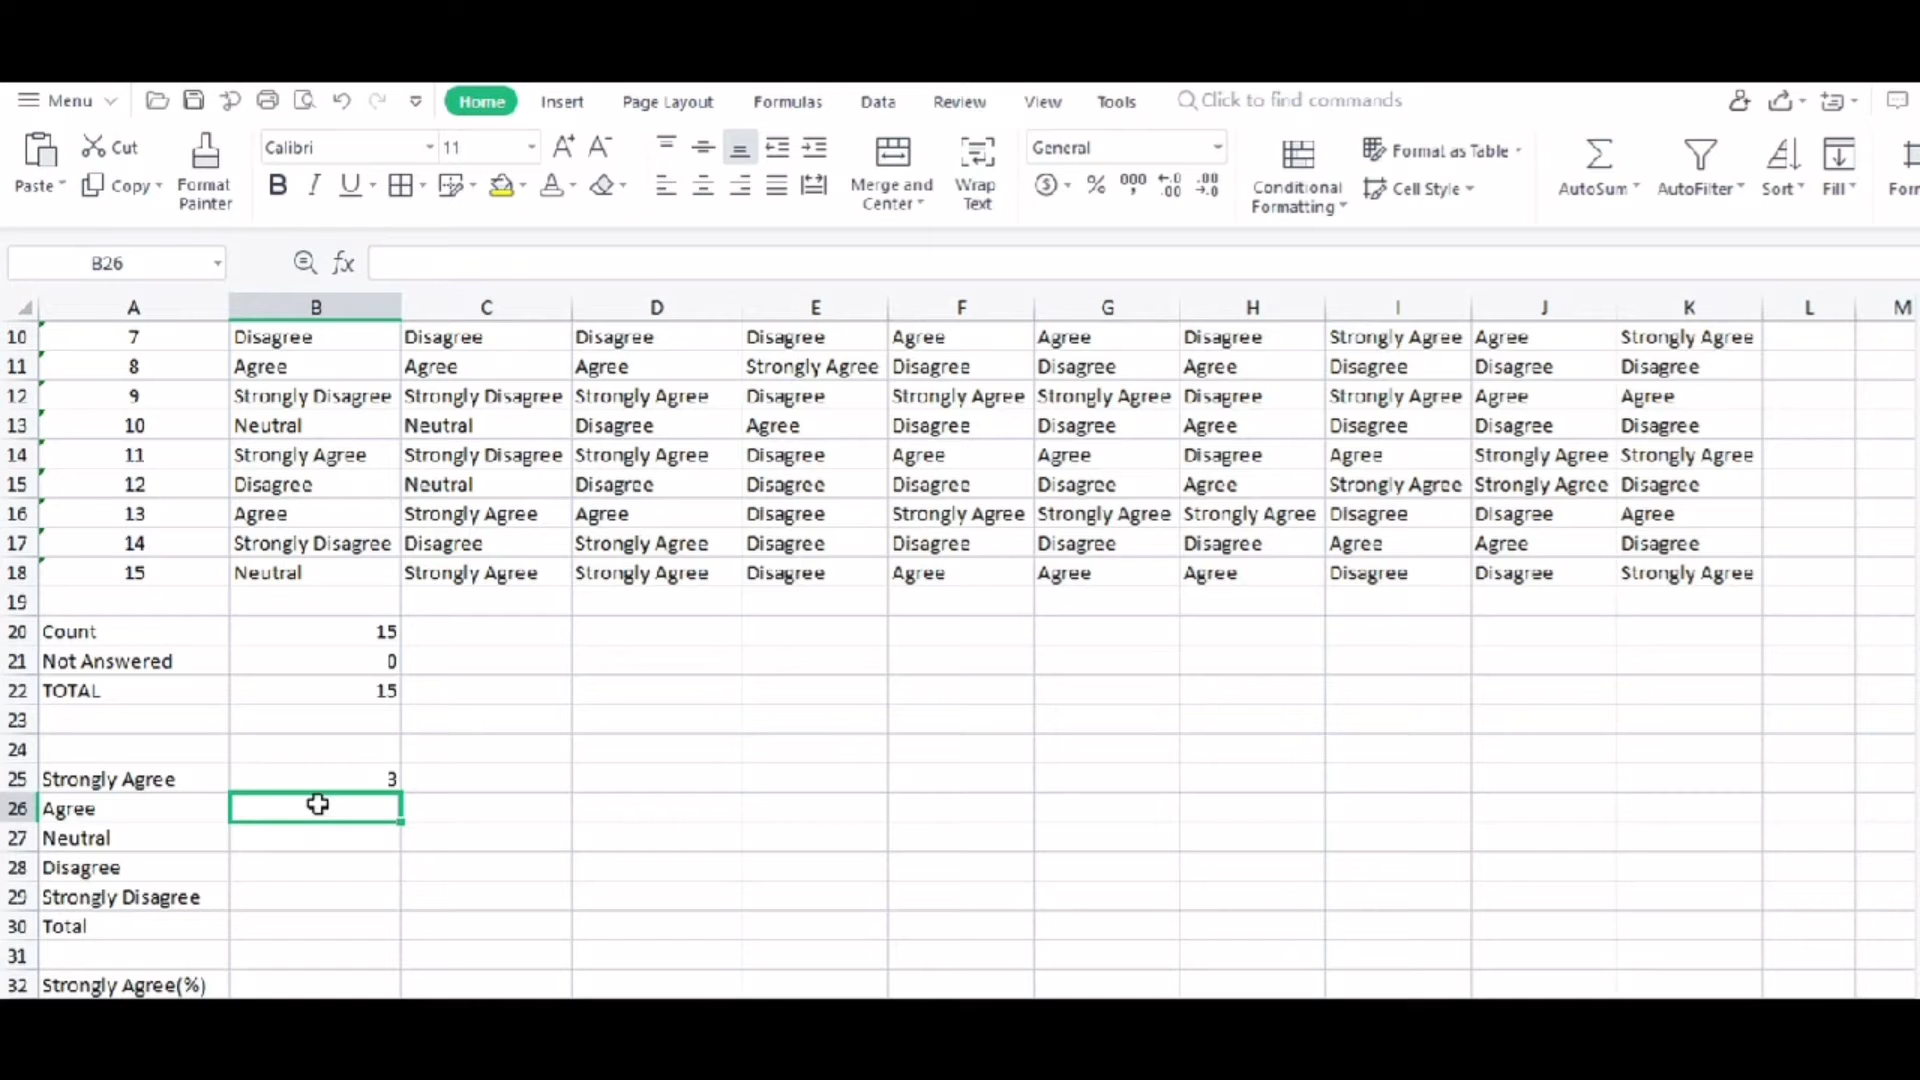 Menu Home Insert Page Layout Formulas Data Review View Tools Click to find commands
Paste Cut Copy Format Painter Calibri 11 Merge and Center Wrap Text General Conditional Formatting Format as Table Cell Style AutoSum AutoFilter Sort Fill
B26 fx
A B C D E F G H I J K L M
10 7 Disagree Disagree Disagree Disagree Agree Agree Disagree Strongly Agree Agree Strongly Agree
11 8 Agree Agree Agree Strongly Agree Disagree Disagree Agree Disagree Disagree Disagree
12 9 Strongly Disagree Strongly Disagree Strongly Agree Disagree Strongly Agree Strongly Agree Disagree Strongly Agree Agree Agree
13 10 Neutral Neutral Disagree Agree Disagree Disagree Agree Disagree Disagree Disagree
14 11 Strongly Agree Strongly Disagree Strongly Agree Disagree Agree Agree Disagree Agree Strongly Agree Strongly Agree
15 12 Disagree Neutral Disagree Disagree Disagree Disagree Agree Strongly Agree Strongly Agree Disagree
16 13 Agree Strongly Agree Agree Disagree Strongly Agree Strongly Agree Strongly Agree Disagree Disagree Agree
17 14 Strongly Disagree Disagree Strongly Agree Disagree Disagree Disagree Disagree Agree Agree Disagree
18 15 Neutral Strongly Agree Strongly Agree Disagree Agree Agree Agree Disagree Disagree Strongly Agree
19
20 Count 15
21 Not Answered 0
22 TOTAL 15
23
24
25 Strongly Agree 3
26 Agree
27 Neutral
28 Disagree
29 Strongly Disagree
30 Total
31
32 Strongly Agree(%)